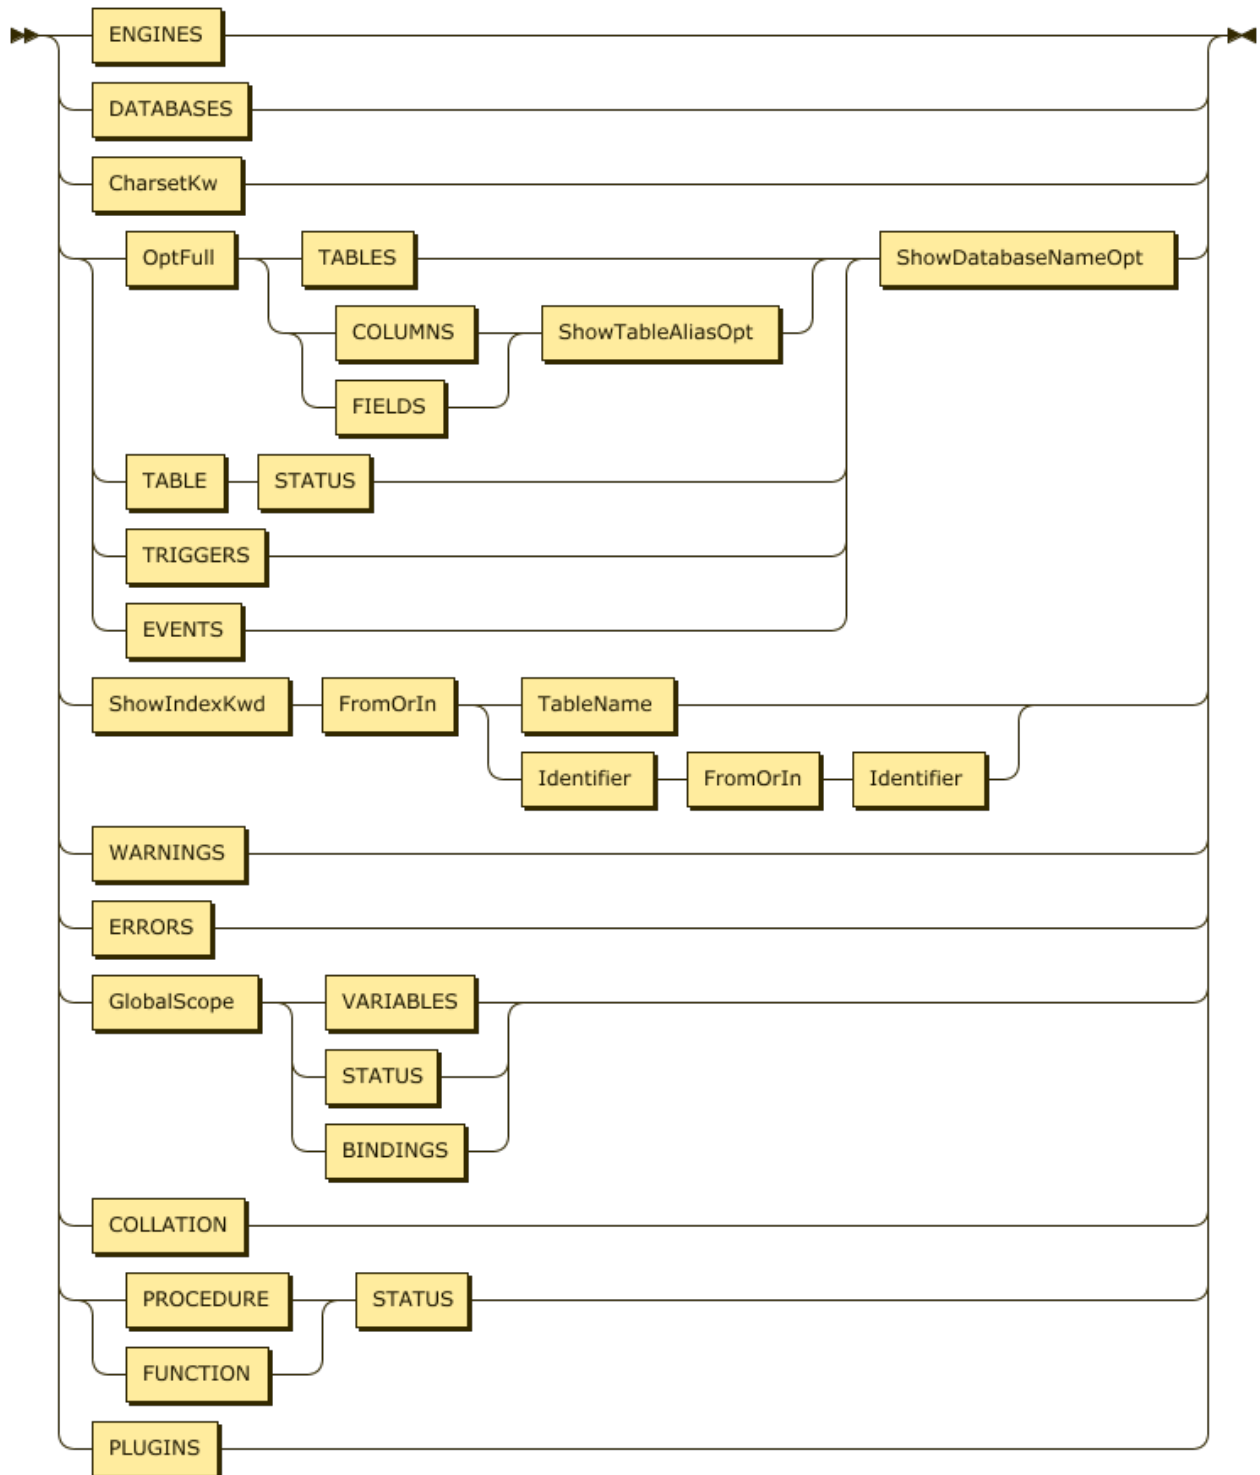 ENGINES
DATABASES
CharsetKw
OptFull TABLES ShowDatabaseNameOpt
COLUMNS ShowTableAliasOpt
FIELDS
TABLE STATUS
TRIGGERS
EVENTS
ShowIndexKwd FromOrIn TableName
Identifier FromOrIn Identifier
WARNINGS
ERRORS
GlobalScope VARIABLES
STATUS
BINDINGS
COLLATION
PROCEDURE STATUS
FUNCTION
PLUGINS